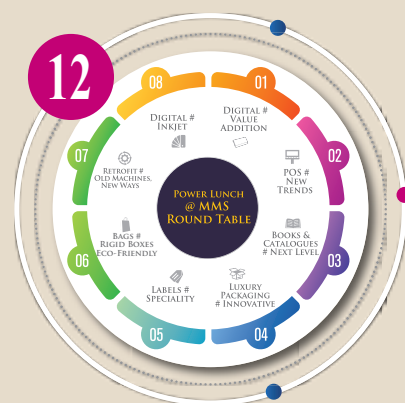 12
01
DIGITAL #
VALUE
ADDITION
02
POS #
NEW
TRENDS
03
BOOKS &
CATALOGUES
# NEXT LEVEL
04
LUXURY
PACKAGING
# INNOVATIVE
05
LABELS #
SPECIALITY
06
BAGS #
RIGID BOXES
ECO-FRIENDLY
07
RETROFIT #
OLD MACHINES,
NEW WAYS
08
DIGITAL #
INKJET
POWER LUNCH
@ MMS
ROUND TABLE